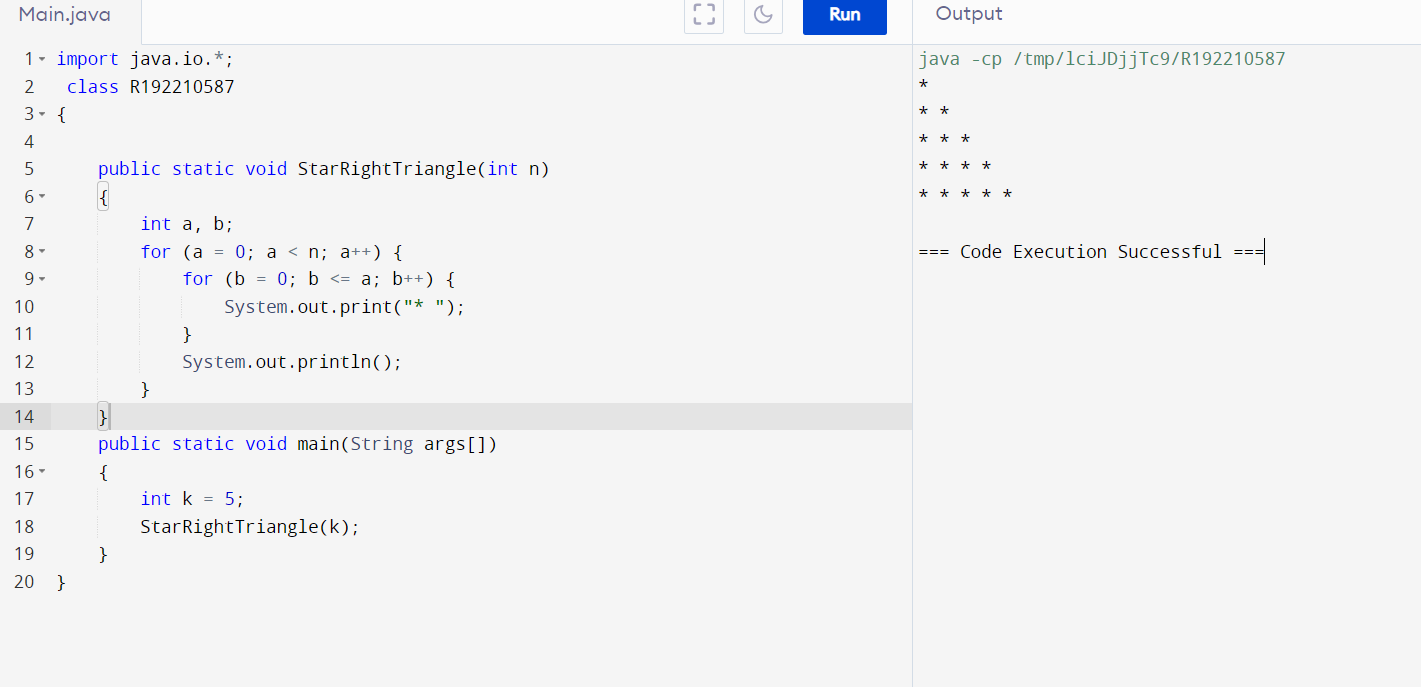 Main.java
Run
Output
1 import java.io.*;
2 class R192210587
3 {
4
5 public static void StarRightTriangle(int n)
6 {
7 int a, b;
8 for (a = 0; a < n; a++) {
9 for (b = 0; b <= a; b++) {
10 System.out.print("* ");
11 }
12 System.out.println();
13 }
14 }
15 public static void main(String args[])
16 {
17 int k = 5;
18 StarRightTriangle(k);
19 }
20 }
java -cp /tmp/lciJDjjTc9/R192210587
*
* *
* * *
* * * *
* * * * *
=== Code Execution Successful ===